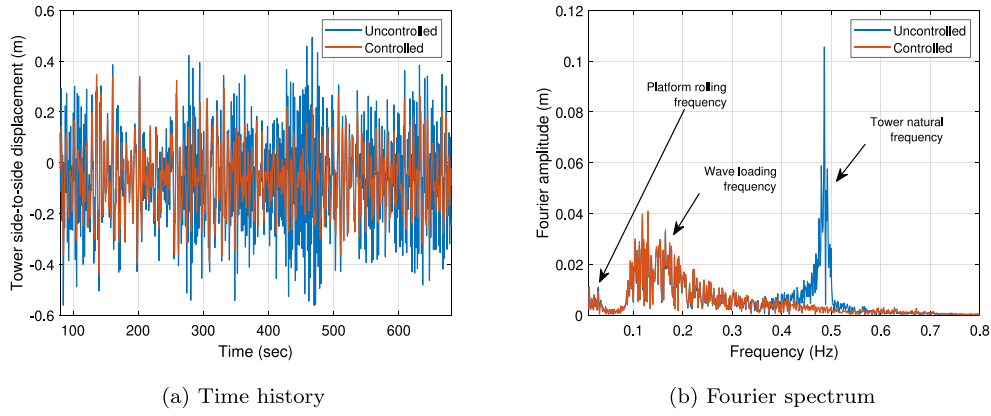 0.6
0.4
0.2
0
-0.2
-0.4
-0.6
Tower side-to-side displacement (m)
100
200
300
400
500
600
Time (sec)
Uncontrolled
Controlled
(a) Time history
0.12
0.1
0.08
0.06
0.04
0.02
0
Fourier amplitude (m)
0.1
0.2
0.3
0.4
0.5
0.6
0.7
0.8
Frequency (Hz)
Uncontrolled
Controlled
Platform rolling
frequency
Wave loading
frequency
Tower natural
frequency
(b) Fourier spectrum